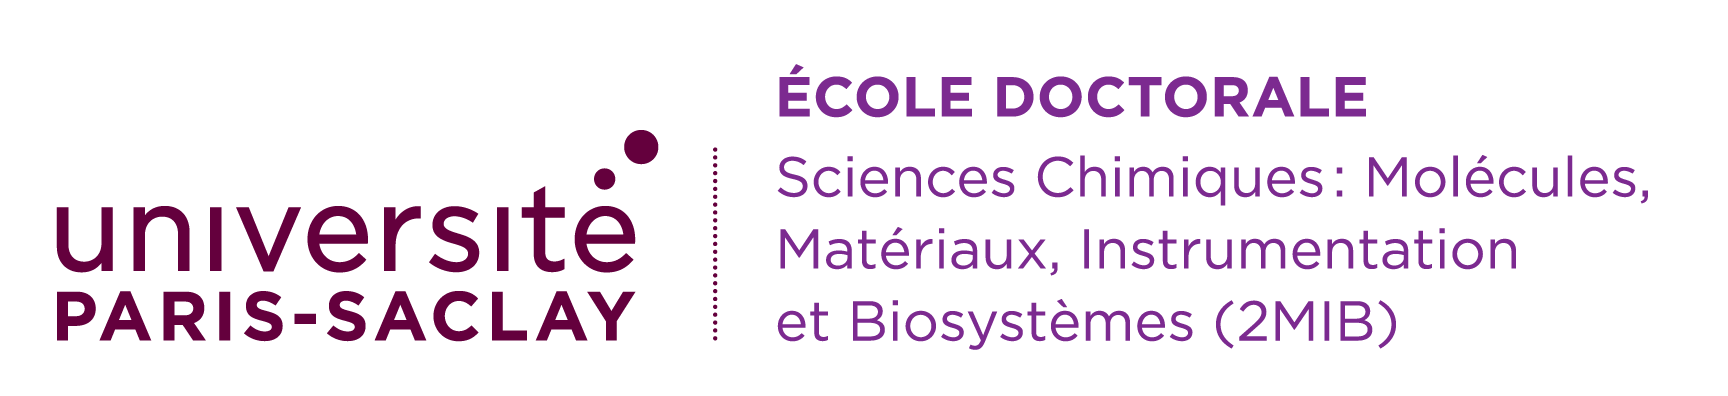 université
PARIS-SACLAY
ÉCOLE DOCTORALE
Sciences Chimiques : Molécules,
Matériaux, Instrumentation
et Biosystèmes (2MIB)